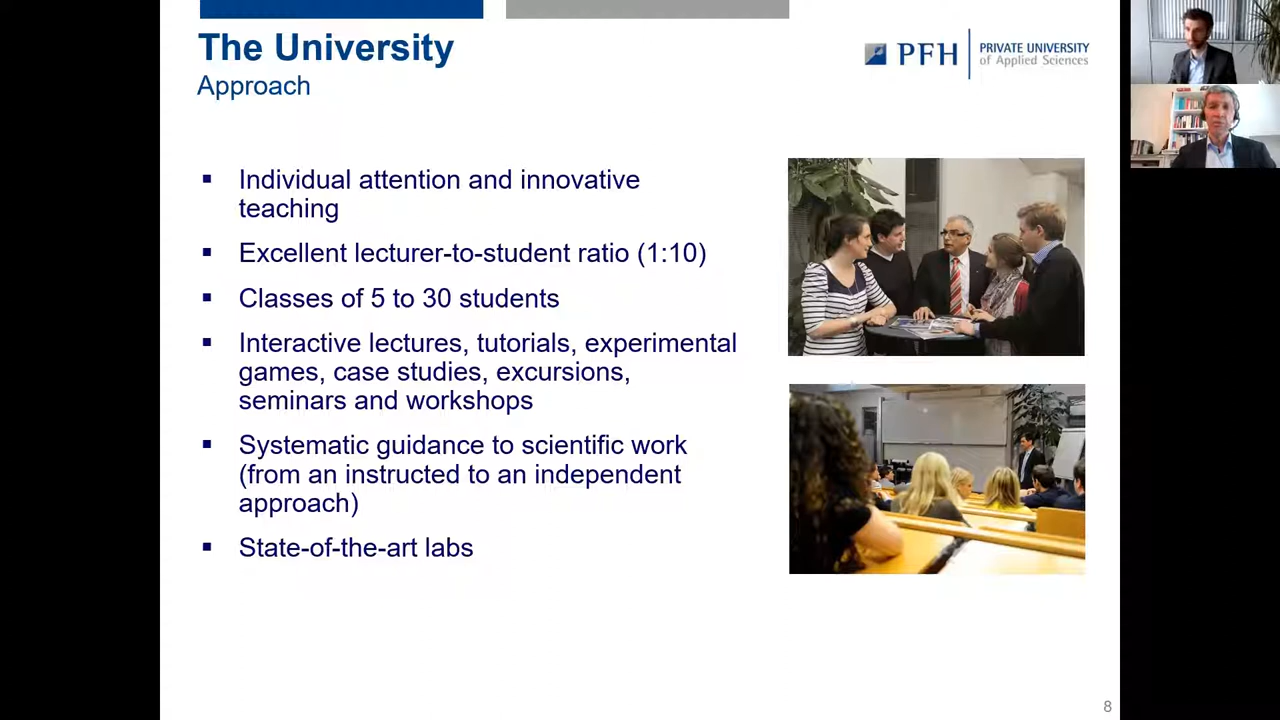 The University
Approach
PFH
PRIVATE UNIVERSITY
of Applied Sciences
▪ Individual attention and innovative
teaching
▪ Excellent lecturer-to-student ratio (1:10)
▪ Classes of 5 to 30 students
▪ Interactive lectures, tutorials, experimental
games, case studies, excursions,
seminars and workshops
▪ Systematic guidance to scientific work
(from an instructed to an independent
approach)
▪ State-of-the-art labs
8